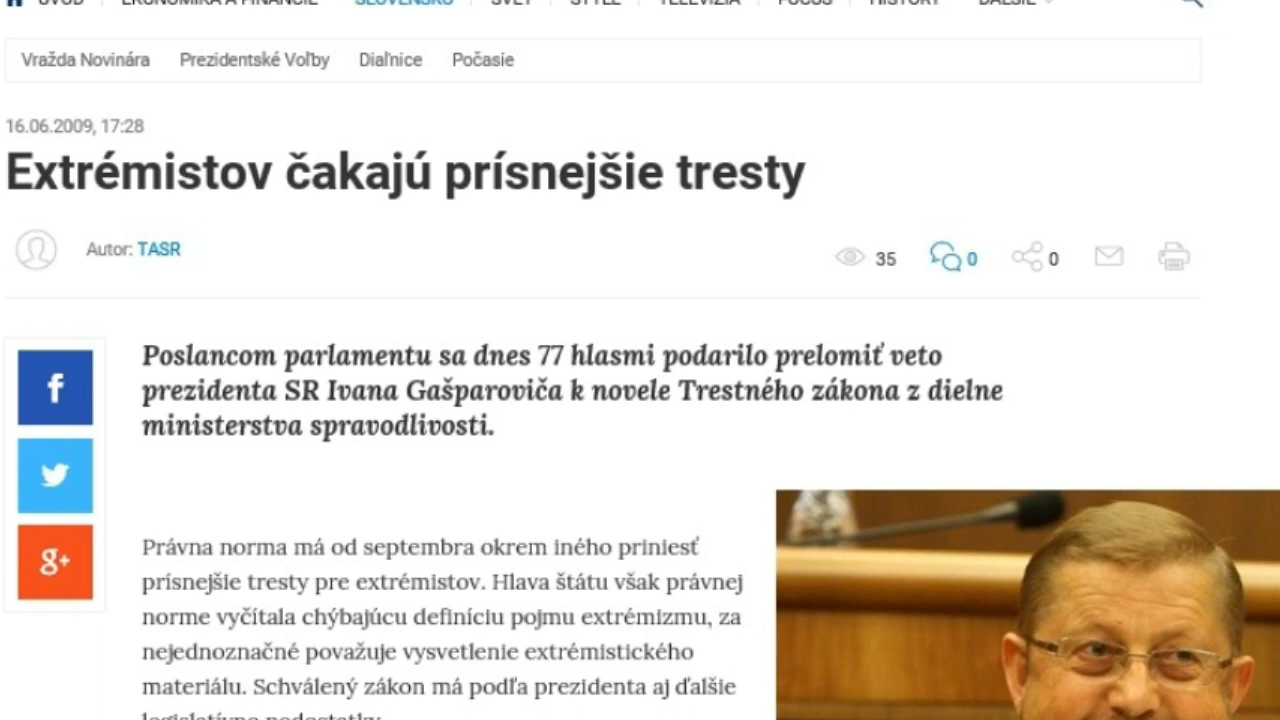 ÚVOD EKONOMIKA A FINANCIE SLOVENSKO SVET ŠTÝLE TELEVÍZIA FOCUS HISTORY ĎALŠIE
Vražda Novinára Prezidentské Voľby Diaľnice Počasie
16.06.2009, 17:28
Extrémistov čakajú prísnejšie tresty
Autor: TASR 35 0 0
Poslancom parlamentu sa dnes 77 hlasmi podarilo prelomiť veto
prezidenta SR Ivana Gašparoviča k novele Trestného zákona z dielne
ministerstva spravodlivosti.
f
g+
Právna norma má od septembra okrem iného priniesť
prísnejšie tresty pre extrémistov. Hlava štátu však právnej
norme vyčítala chýbajúcu definíciu pojmu extrémizmu, za
nejednoznačné považuje vysvetlenie extrémistického
materiálu. Schválený zákon má podľa prezidenta aj ďalšie
legislatívne nedostatky.